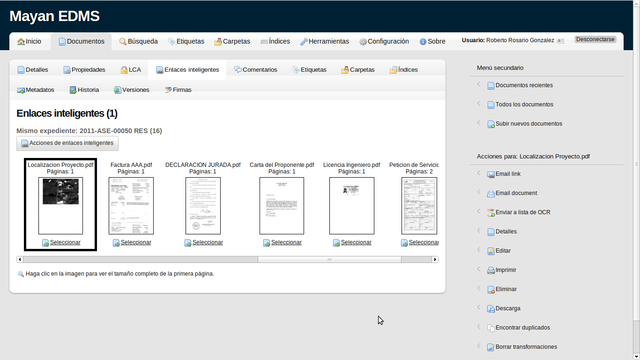 Mayan EDMS
Inicio Documentos Búsqueda Etiquetas Carpetas Índices Herramientas Configuración Sobre Usuario: Roberto Rosario Gonzalez Desconectarse
Detalles Propiedades LCA Enlaces inteligentes Comentarios Etiquetas Carpetas Índices
Metadatos Historia Versiones Firmas
Enlaces inteligentes (1)
Mismo expediente: 2011-ASE-00050 RES (16)
Acciones de enlaces inteligentes
Localizacion Proyecto.pdf Factura AAA.pdf DECLARACION JURADA.pdf Carta del Proponente.pdf Licencia Ingeniero.pdf Peticion de Servicio
Páginas: 1 Páginas: 1 Páginas: 1 Páginas: 1 Páginas: 1 Páginas: 2
Seleccionar Seleccionar Seleccionar Seleccionar Seleccionar Seleccionar
Haga clic en la imagen para ver el tamaño completo de la primera página.
Menú secundario
Documentos recientes
Todos los documentos
Subir nuevos documentos
Acciones para: Localizacion Proyecto.pdf
Email link
Email document
Enviar a lista de OCR
Detalles
Editar
Imprimir
Eliminar
Descarga
Encontrar duplicados
Borrar transformaciones